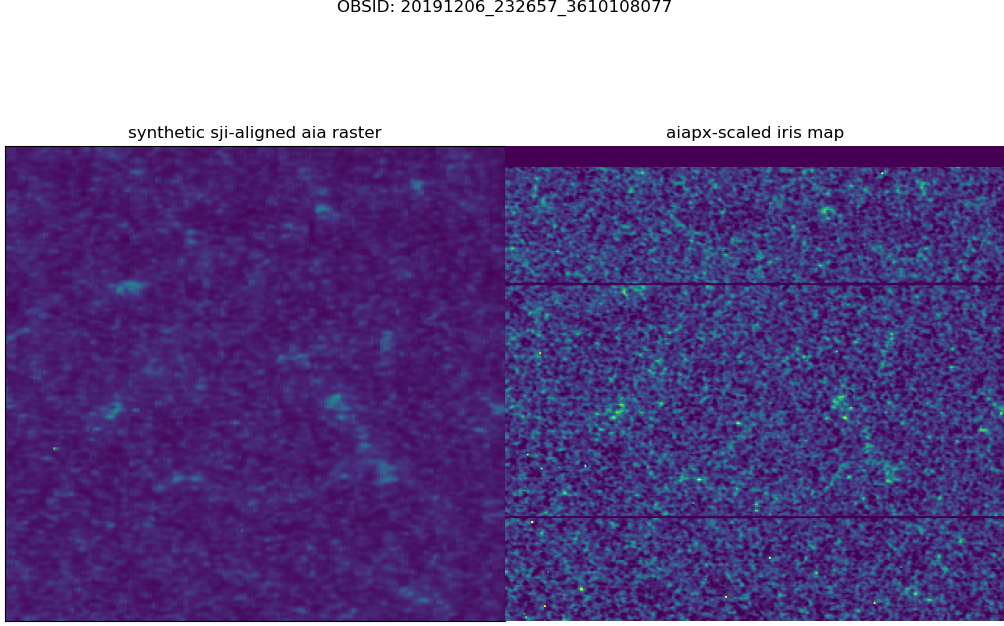 OBSID: 20191206_232657_3610108077
synthetic sji-aligned aia raster
aiapx-scaled iris map